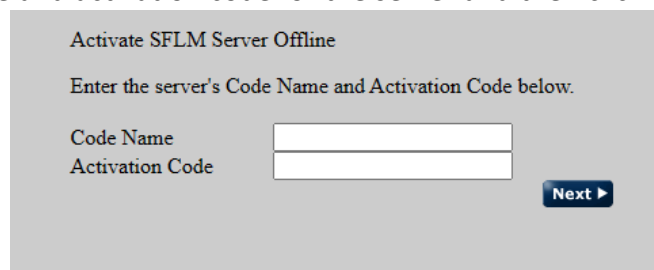 Activate SFLM Server Offline
Enter the server's Code Name and Activation Code below.
Code Name
Activation Code
Next